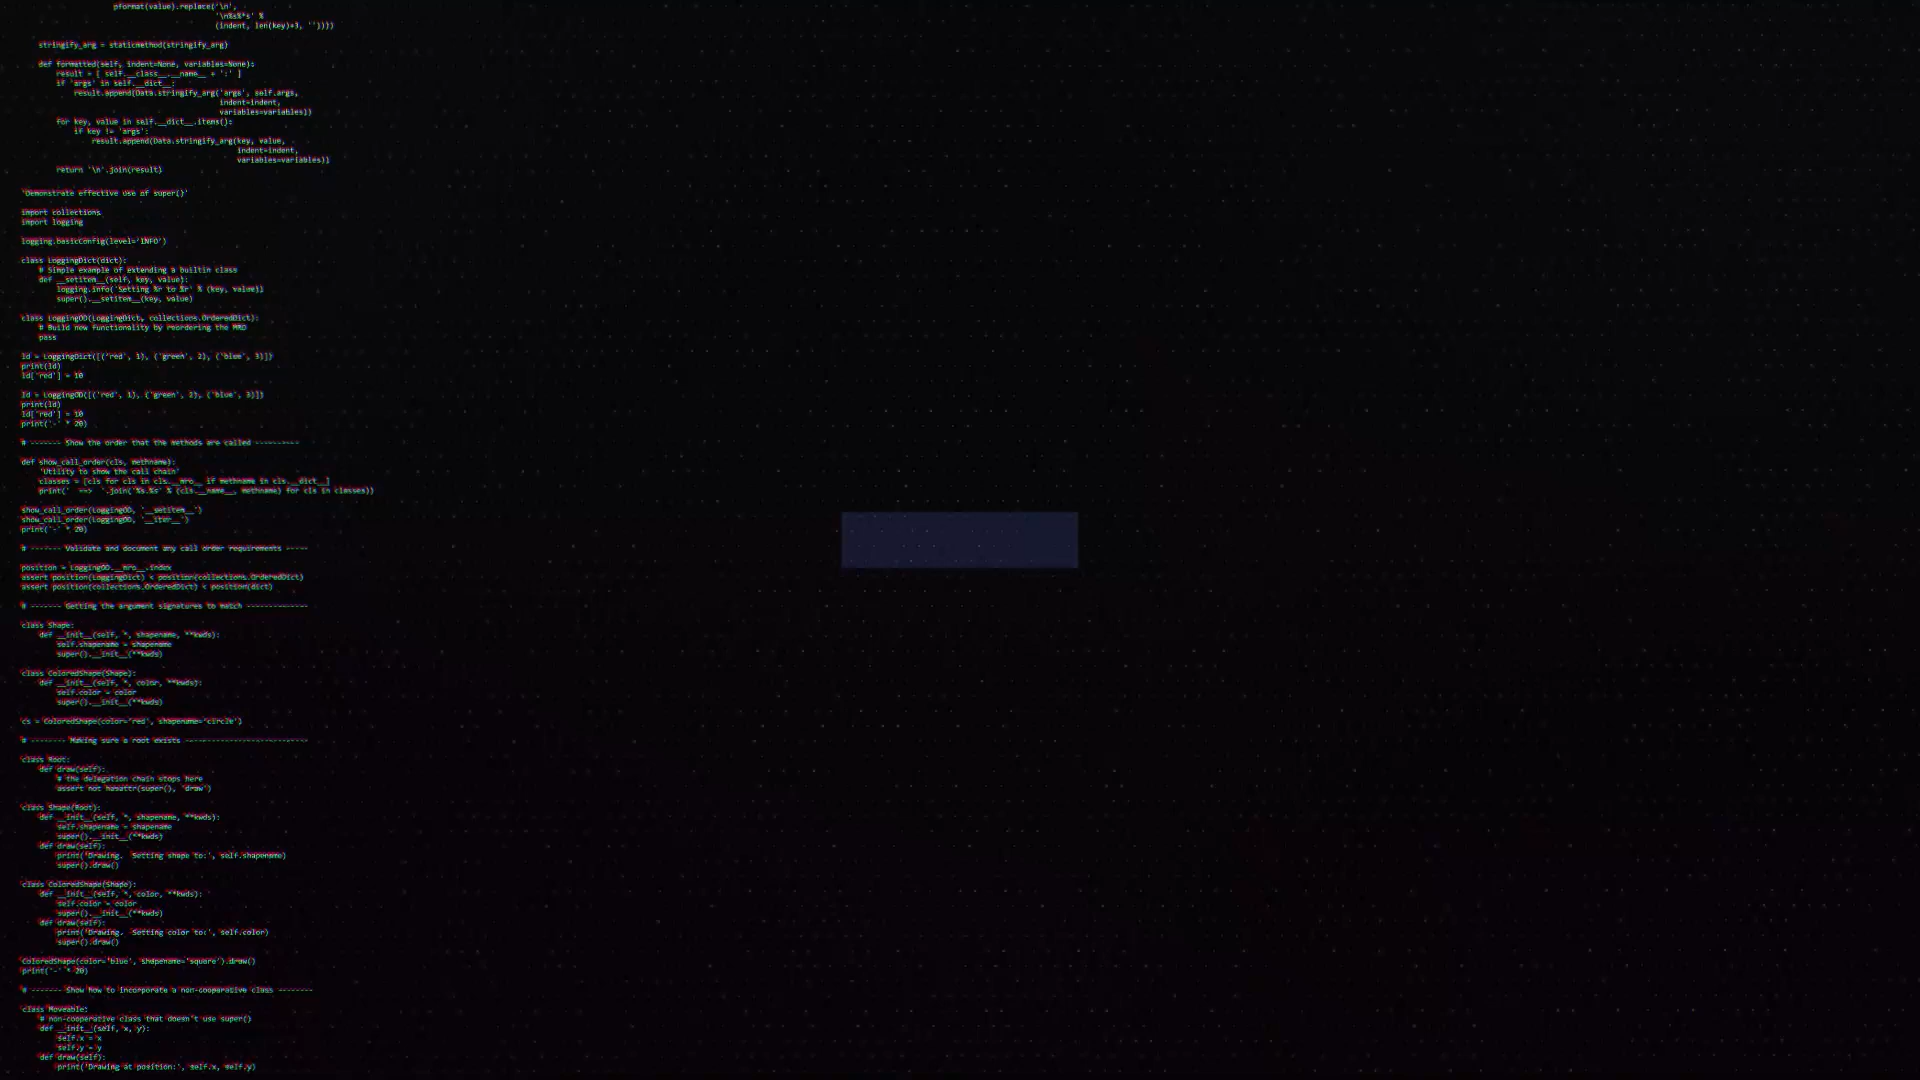 pformat(value).replace('\n',
'\n%s%*s' %
(indent, len(key)+3, ''))))
stringify_arg = staticmethod(stringify_arg)
def formatted(self, indent=None, variables=None):
result = [ self.__class__.__name__ + ':' ]
if 'args' in self.__dict__:
result.append(Data.stringify_arg('args', self.args,
indent=indent,
variables=variables))
for key, value in self.__dict__.items():
if key != 'args':
result.append(Data.stringify_arg(key, value,
indent=indent,
variables=variables))
return '\n'.join(result)
'Demonstrate effective use of super()'
import collections
import logging
logging.basicConfig(level='INFO')
class LoggingDict(dict):
# Simple example of extending a builtin class
def __setitem__(self, key, value):
logging.info('Setting %r to %r' % (key, value))
super().__setitem__(key, value)
class LoggingOD(LoggingDict, collections.OrderedDict):
# Build new functionality by reordering the MRO
pass
ld = LoggingDict([('red', 1), ('green', 2), ('blue', 3)])
print(ld)
ld['red'] = 10
ld = LoggingOD([('red', 1), ('green', 2), ('blue', 3)])
print(ld)
ld['red'] = 10
print('-' * 20)
# ------- Show the order that the methods are called ----------
def show_call_order(cls, methname):
'Utility to show the call chain'
classes = [cls for cls in cls.__mro__ if methname in cls.__dict__]
print('  ==>  '.join('%s.%s' % (cls.__name__, methname) for cls in classes))
show_call_order(LoggingOD, '__setitem__')
show_call_order(LoggingOD, '__iter__')
print('-' * 20)
# ------- Validate and document any call order requirements -----
position = LoggingOD.__mro__.index
assert position(LoggingDict) < position(collections.OrderedDict)
assert position(collections.OrderedDict) < position(dict)
# ------- Getting the argument signatures to match --------------
class Shape:
def __init__(self, *, shapename, **kwds):
self.shapename = shapename
super().__init__(**kwds)
class ColoredShape(Shape):
def __init__(self, *, color, **kwds):
self.color = color
super().__init__(**kwds)
cs = ColoredShape(color='red', shapename='circle')
# -------- Making sure a root exists ----------------------------
class Root:
def draw(self):
# the delegation chain stops here
assert not hasattr(super(), 'draw')
class Shape(Root):
def __init__(self, *, shapename, **kwds):
self.shapename = shapename
super().__init__(**kwds)
def draw(self):
print('Drawing.  Setting shape to:', self.shapename)
super().draw()
class ColoredShape(Shape):
def __init__(self, *, color, **kwds):
self.color = color
super().__init__(**kwds)
def draw(self):
print('Drawing.  Setting color to:', self.color)
super().draw()
ColoredShape(color='blue', shapename='square').draw()
print('-' * 20)
# ------- Show how to incorporate a non-cooperative class --------
class Moveable:
# non-cooperative class that doesn't use super()
def __init__(self, x, y):
self.x = x
self.y = y
def draw(self):
print('Drawing at position:', self.x, self.y)